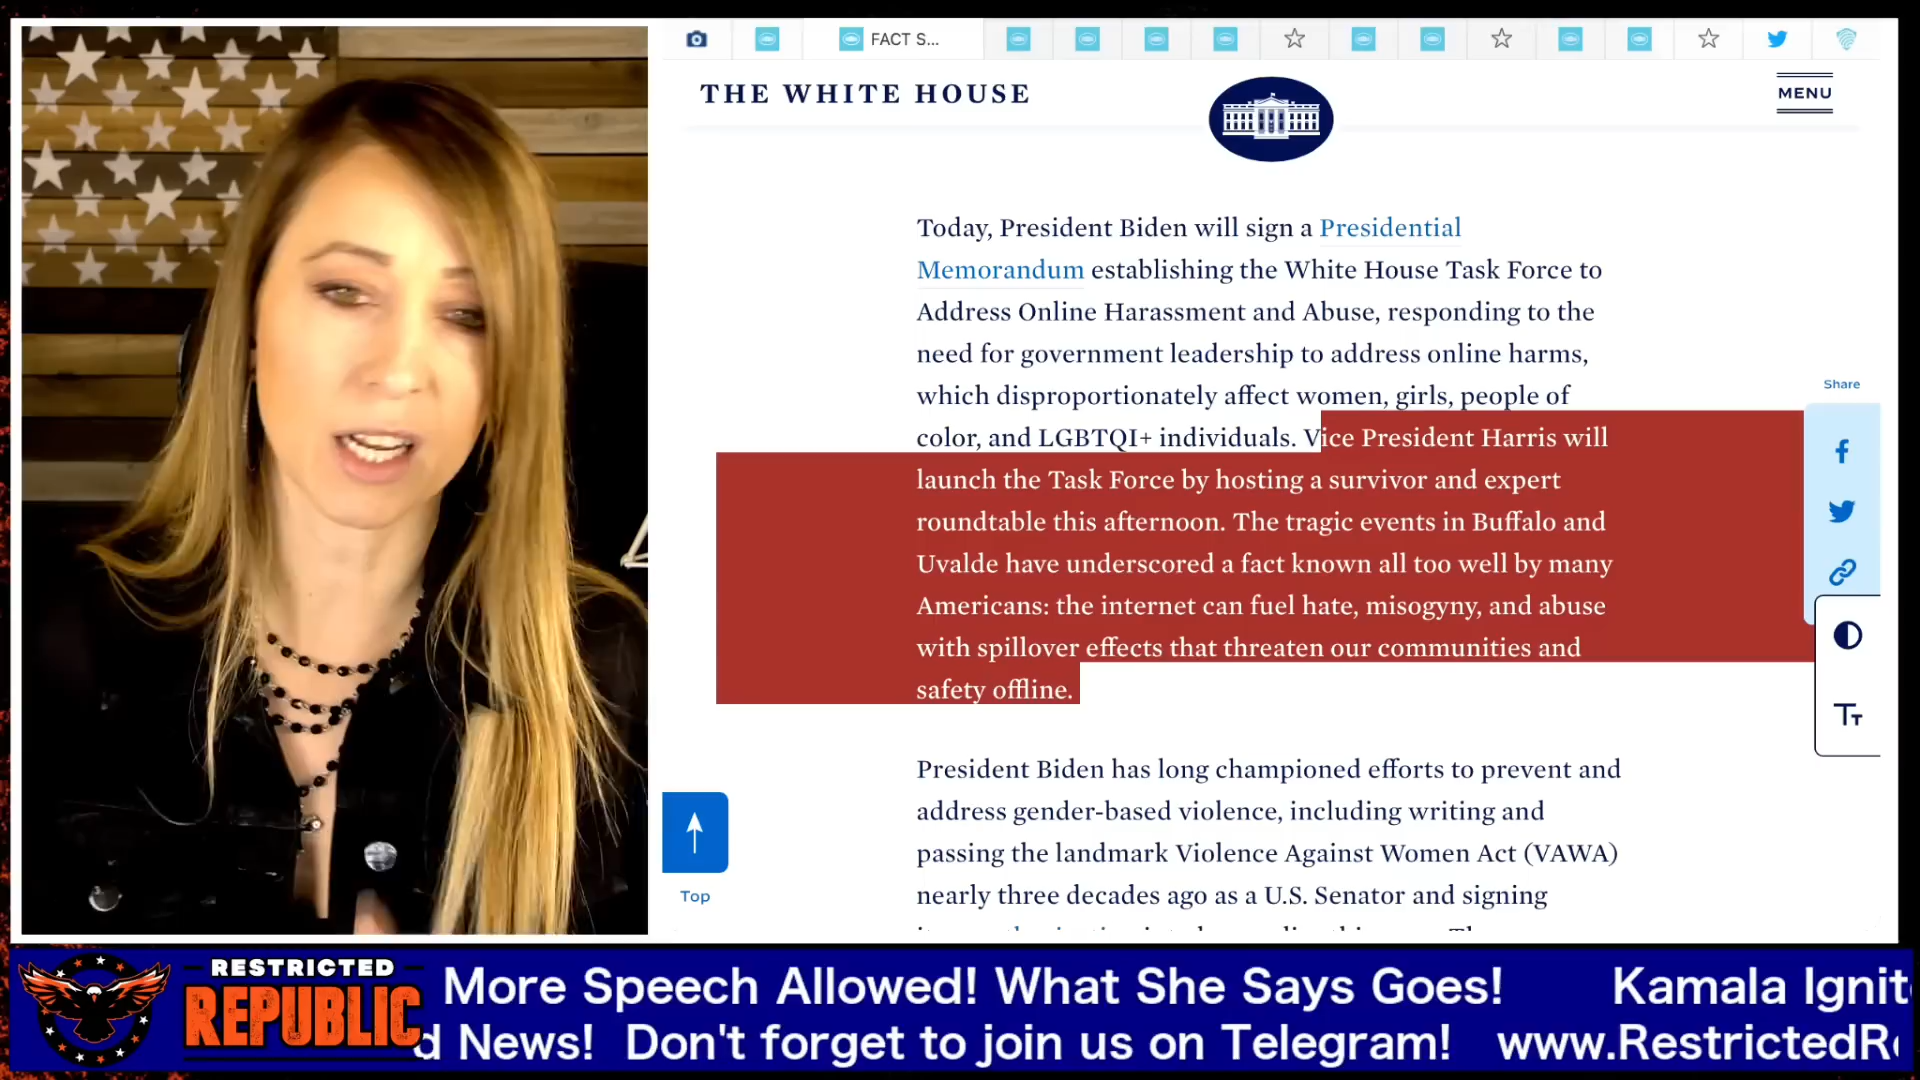 FACT S...
THE WHITE HOUSE
MENU
Today, President Biden will sign a Presidential
Memorandum establishing the White House Task Force to
Address Online Harassment and Abuse, responding to the
need for government leadership to address online harms,
which disproportionately affect women, girls, people of
color, and LGBTQI+ individuals. Vice President Harris will
launch the Task Force by hosting a survivor and expert
roundtable this afternoon. The tragic events in Buffalo and
Uvalde have underscored a fact known all too well by many
Americans: the internet can fuel hate, misogyny, and abuse
with spillover effects that threaten our communities and
safety offline.
President Biden has long championed efforts to prevent and
address gender-based violence, including writing and
passing the landmark Violence Against Women Act (VAWA)
nearly three decades ago as a U.S. Senator and signing
Share
Tт
Top
RESTRICTED
REPUBLIC
More Speech Allowed! What She Says Goes! Kamala Ignit
d News! Don't forget to join us on Telegram! www.RestrictedR